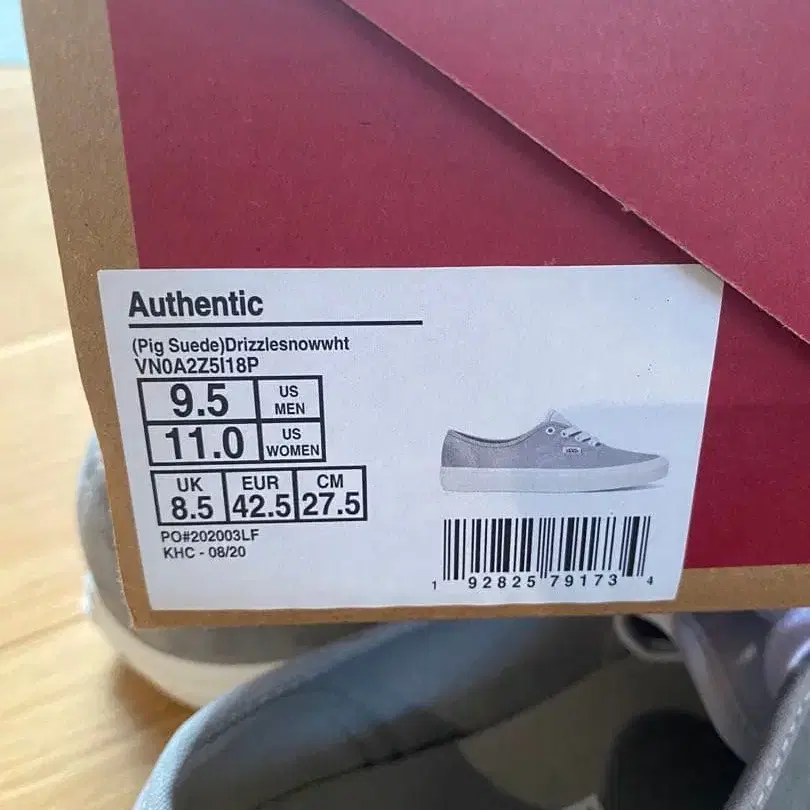 Authentic
(Pig Suede)Drizzlesnowwht
VN0A2Z5I18P
9.5 US MEN
11.0 US WOMEN
UK EUR CM
8.5 42.5 27.5
PO#202003LF
KHC - 08/20
1 92825 79173 4